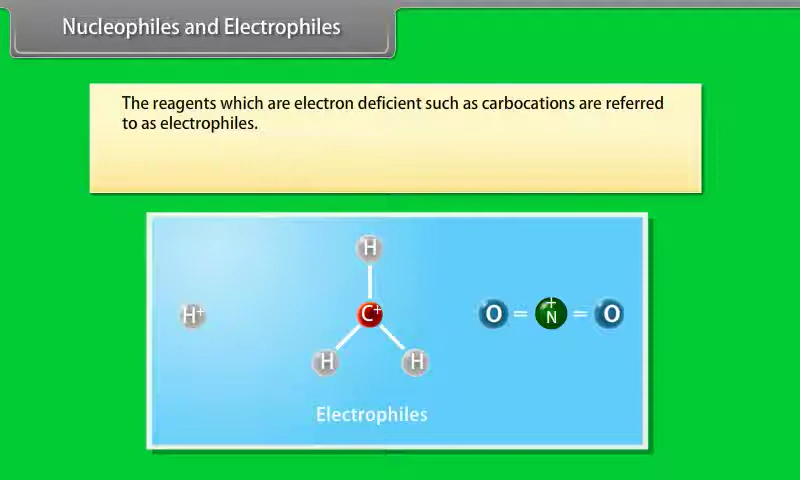 Nucleophiles and Electrophiles
The reagents which are electron deficient such as carbocations are referred
to as electrophiles.
H
H+ C+ O = N+ = O
H H
Electrophiles